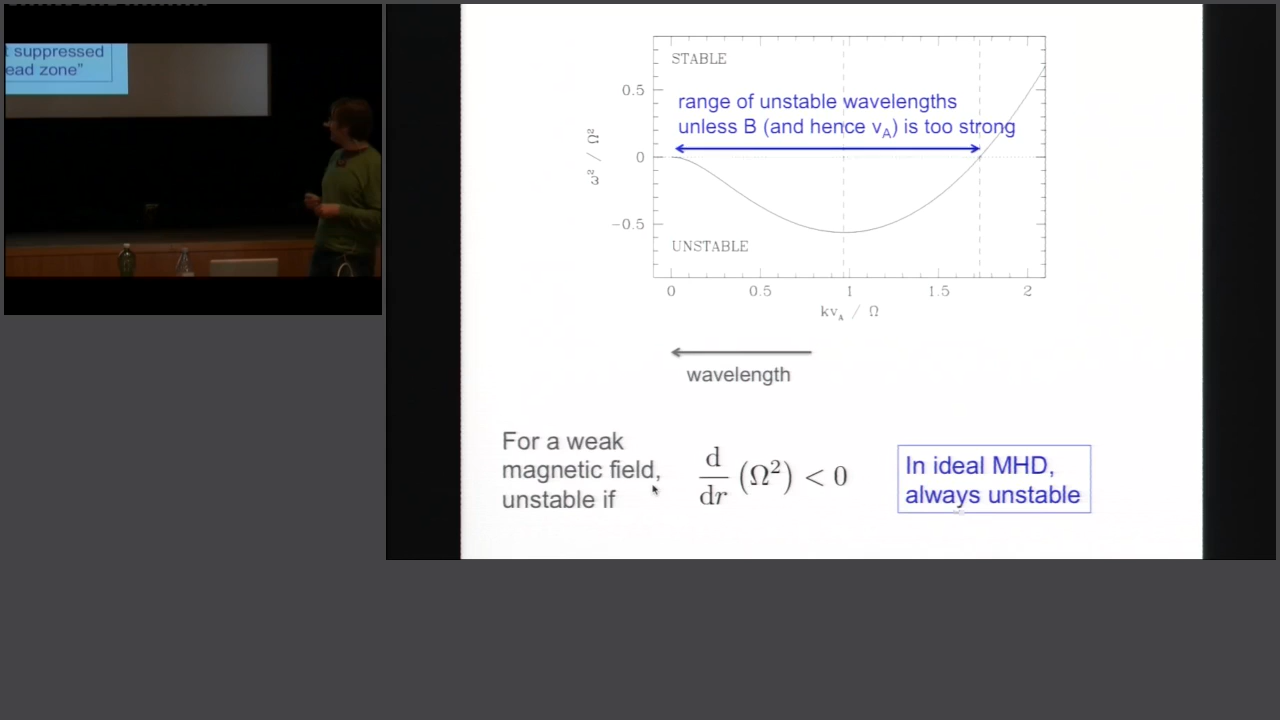 t suppressed
ead zone"
STABLE
range of unstable wavelengths
unless B (and hence v_A) is too strong
UNSTABLE
0.5
0
−0.5
ω² / Ω²
0 0.5 1 1.5 2
kv_A / Ω
wavelength
For a weak
magnetic field,
unstable if
d/dr (Ω²) < 0
In ideal MHD,
always unstable